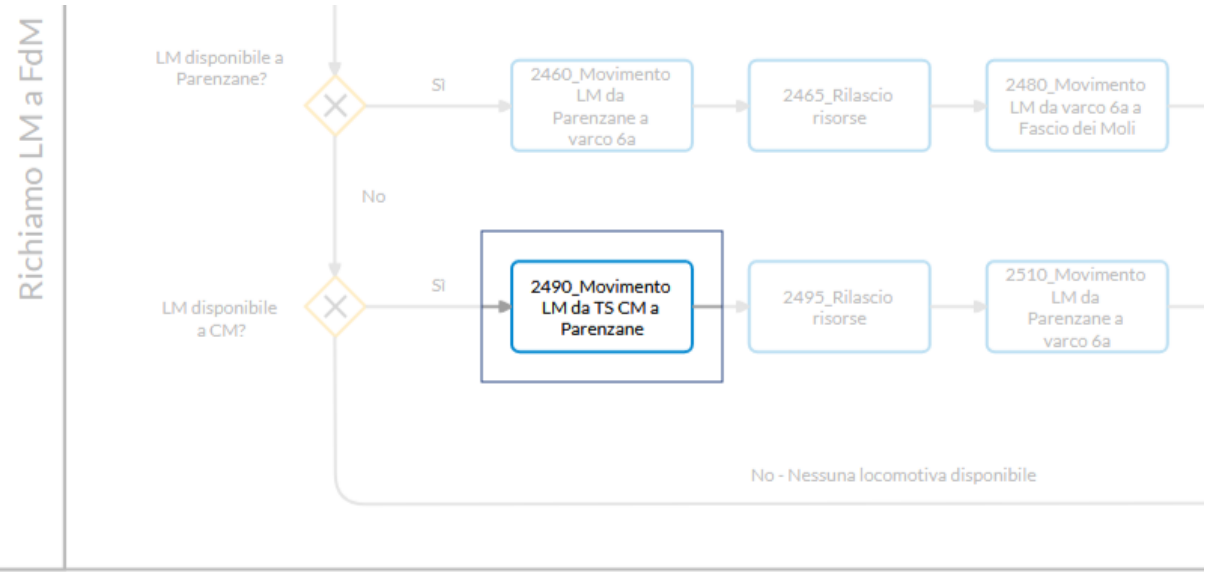 Richiamo LM a FdM
LM disponibile a
Parenzane?
Sì
2460_Movimento
LM da
Parenzane a
varco 6a
2465_Rilascio
risorse
2480_Movimento
LM da varco 6a a
Fascio dei Moli
No
LM disponibile
a CM?
Sì
2490_Movimento
LM da TS CM a
Parenzane
2495_Rilascio
risorse
2510_Movimento
LM da
Parenzane a
varco 6a
No - Nessuna locomotiva disponibile